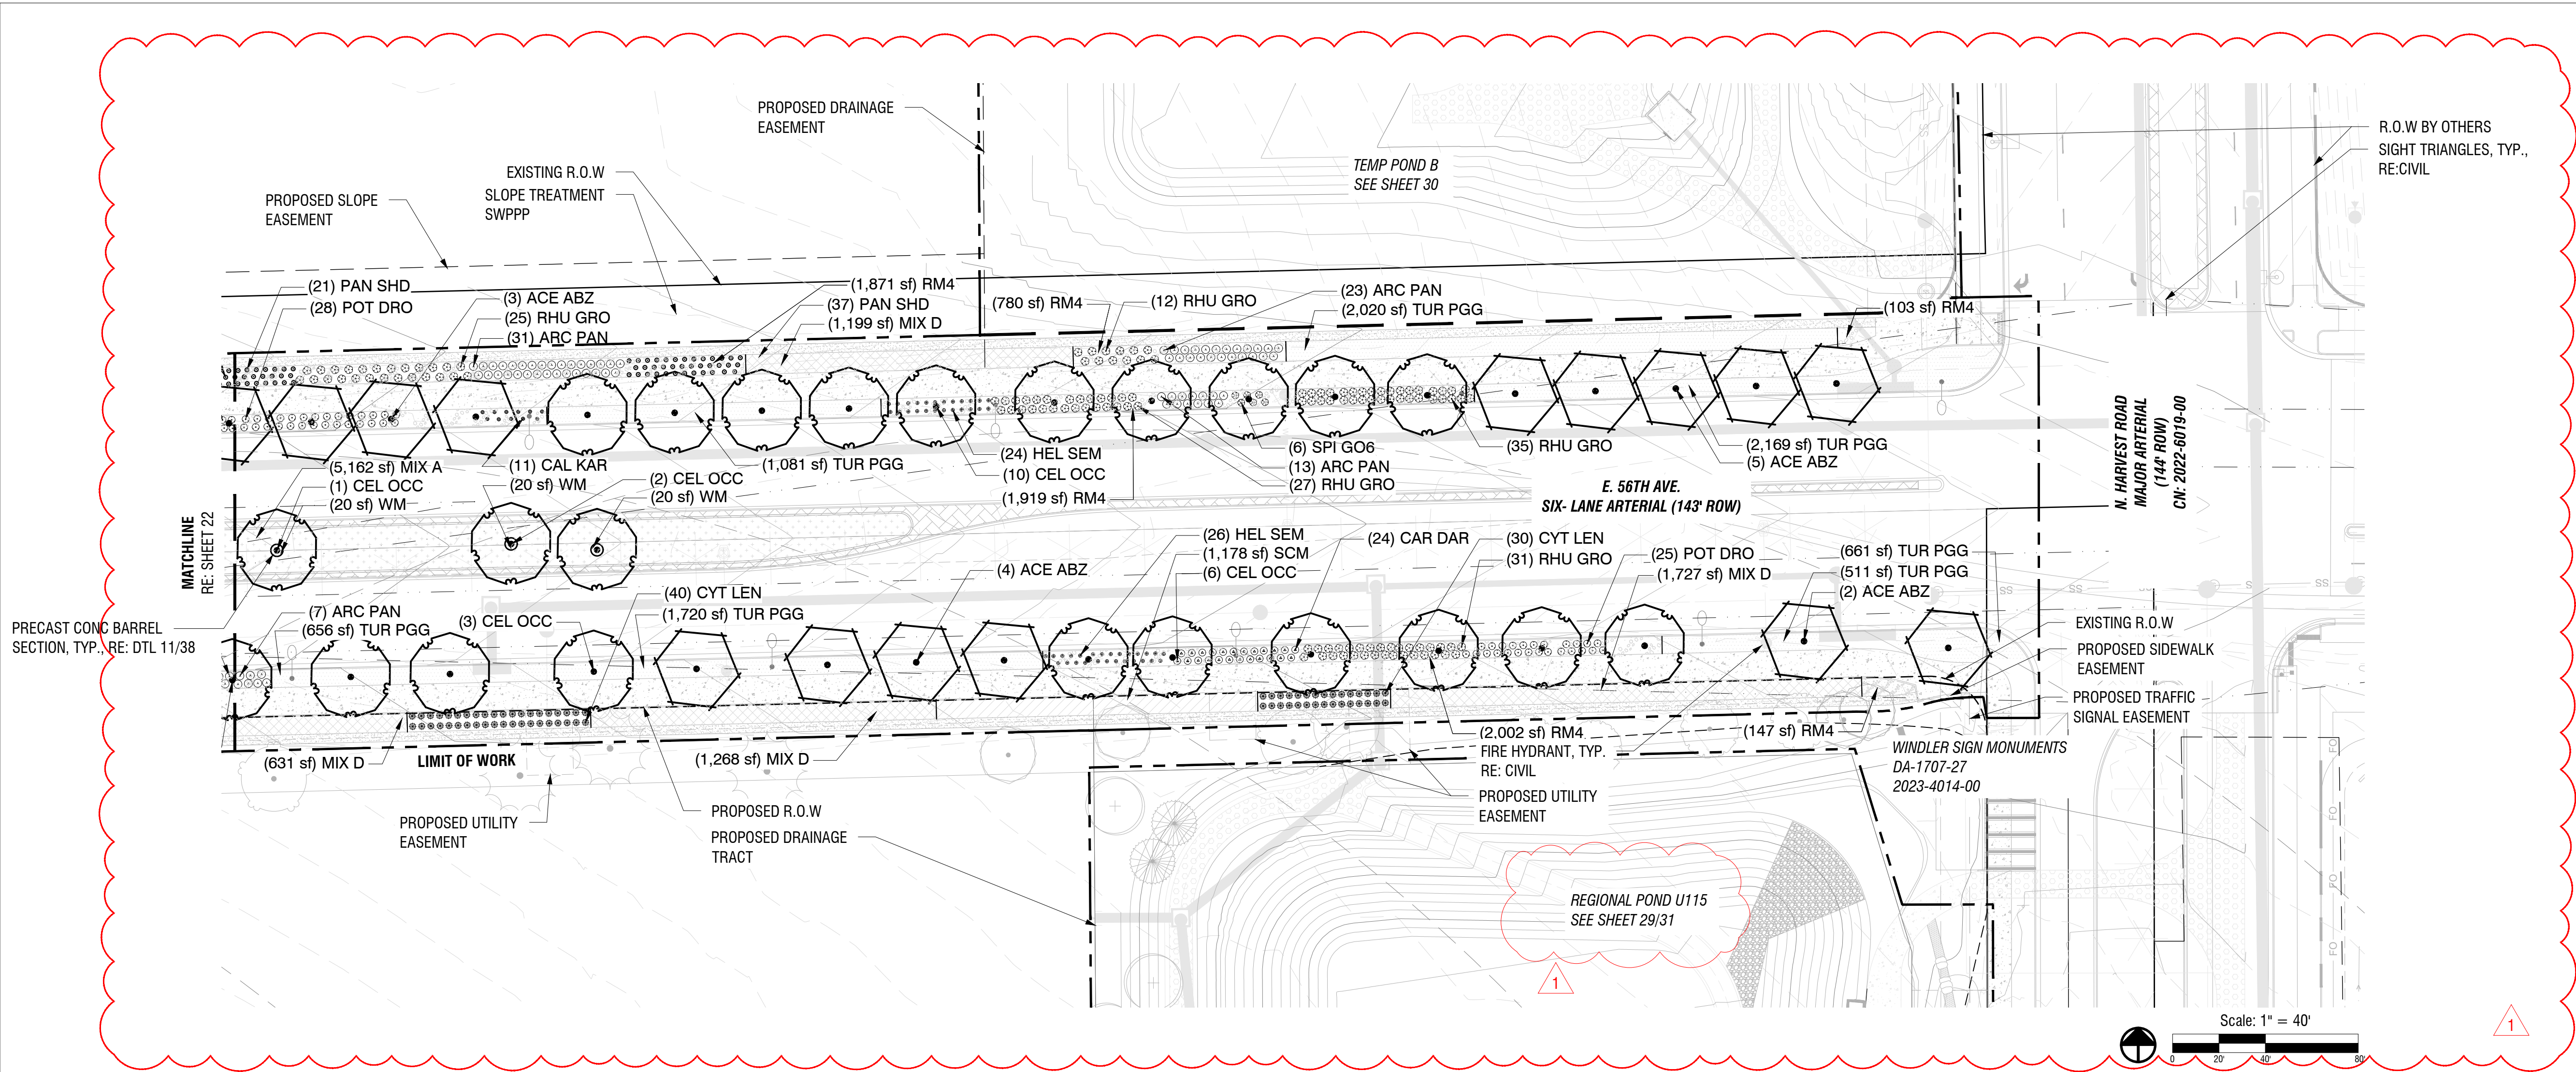 PROPOSED DRAINAGE
EASEMENT
R.O.W BY OTHERS
SIGHT TRIANGLES, TYP.,
RE:CIVIL
EXISTING R.O.W
SLOPE TREATMENT
SWPPP
TEMP POND B
SEE SHEET 30
PROPOSED SLOPE
EASEMENT
(21) PAN SHD
(28) POT DRO
(3) ACE ABZ
(25) RHU GRO
(31) ARC PAN
(1,871 sf) RM4
(37) PAN SHD
(1,199 sf) MIX D
(780 sf) RM4
(12) RHU GRO
(23) ARC PAN
(2,020 sf) TUR PGG
(103 sf) RM4
(5,162 sf) MIX A
(1) CEL OCC
(20 sf) WM
(11) CAL KAR
(20 sf) WM
(2) CEL OCC
(20 sf) WM
(1,081 sf) TUR PGG
(24) HEL SEM
(10) CEL OCC
(1,919 sf) RM4
(6) SPI GO6
(13) ARC PAN
(27) RHU GRO
(35) RHU GRO
(2,169 sf) TUR PGG
(5) ACE ABZ
E. 56TH AVE.
SIX- LANE ARTERIAL (143' ROW)
N. HARVEST ROAD
MAJOR ARTERIAL
(144' ROW)
CN: 2022-6019-00
MATCHLINE
RE: SHEET 22
PRECAST CONC BARREL
SECTION, TYP., RE: DTL 11/38
(7) ARC PAN
(656 sf) TUR PGG
(3) CEL OCC
(40) CYT LEN
(1,720 sf) TUR PGG
(4) ACE ABZ
(26) HEL SEM
(1,178 sf) SCM
(6) CEL OCC
(24) CAR DAR
(30) CYT LEN
(31) RHU GRO
(25) POT DRO
(1,727 sf) MIX D
(661 sf) TUR PGG
(511 sf) TUR PGG
(2) ACE ABZ
SS
SS
SS
SS
EXISTING R.O.W
PROPOSED SIDEWALK
EASEMENT
PROPOSED TRAFFIC
SIGNAL EASEMENT
(631 sf) MIX D
LIMIT OF WORK
(1,268 sf) MIX D
(2,002 sf) RM4
FIRE HYDRANT, TYP.
RE: CIVIL
(147 sf) RM4
WINDLER SIGN MONUMENTS
DA-1707-27
2023-4014-00
PROPOSED UTILITY
EASEMENT
PROPOSED UTILITY
EASEMENT
PROPOSED R.O.W
PROPOSED DRAINAGE
TRACT
REGIONAL POND U115
SEE SHEET 29/31
FO
FO
FO
FO
1
1
Scale: 1" = 40'
0 20' 40' 80'